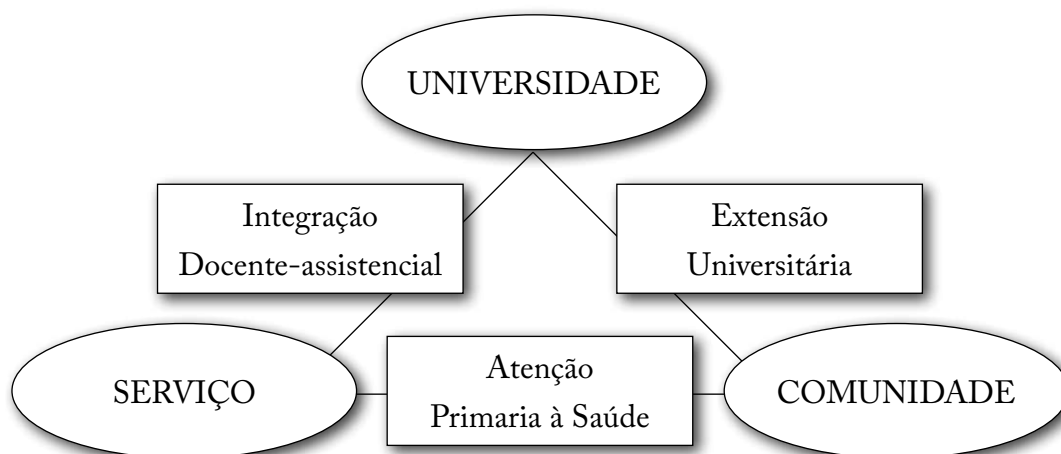 UNIVERSIDADE
Integração
Docente-assistencial
Extensão
Universitária
SERVIÇO
Atenção
Primaria à Saúde
COMUNIDADE